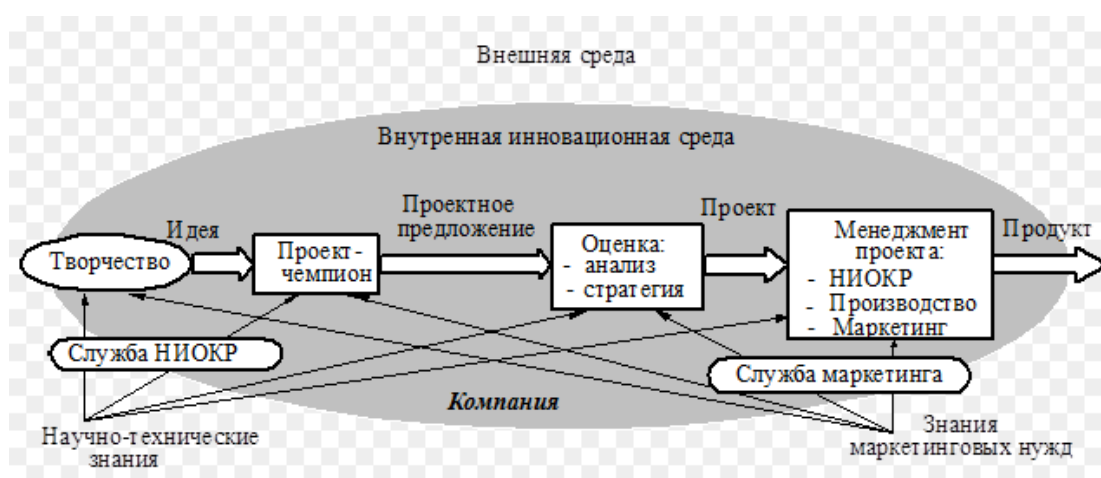 Внешняя среда
Внутренная инновационная среда
Идея
Проектное
предложение
Проект
Продукт
Творчество
Проект-
чемпион
Оценка:
- анализ
- стратегия
Менеджмент
проекта:
- НИОКР
- Производство
- Маркетинг
Служба НИОКР
Служба маркетинга
Компания
Научно-технические
знания
Знания
маркетинговых нужд